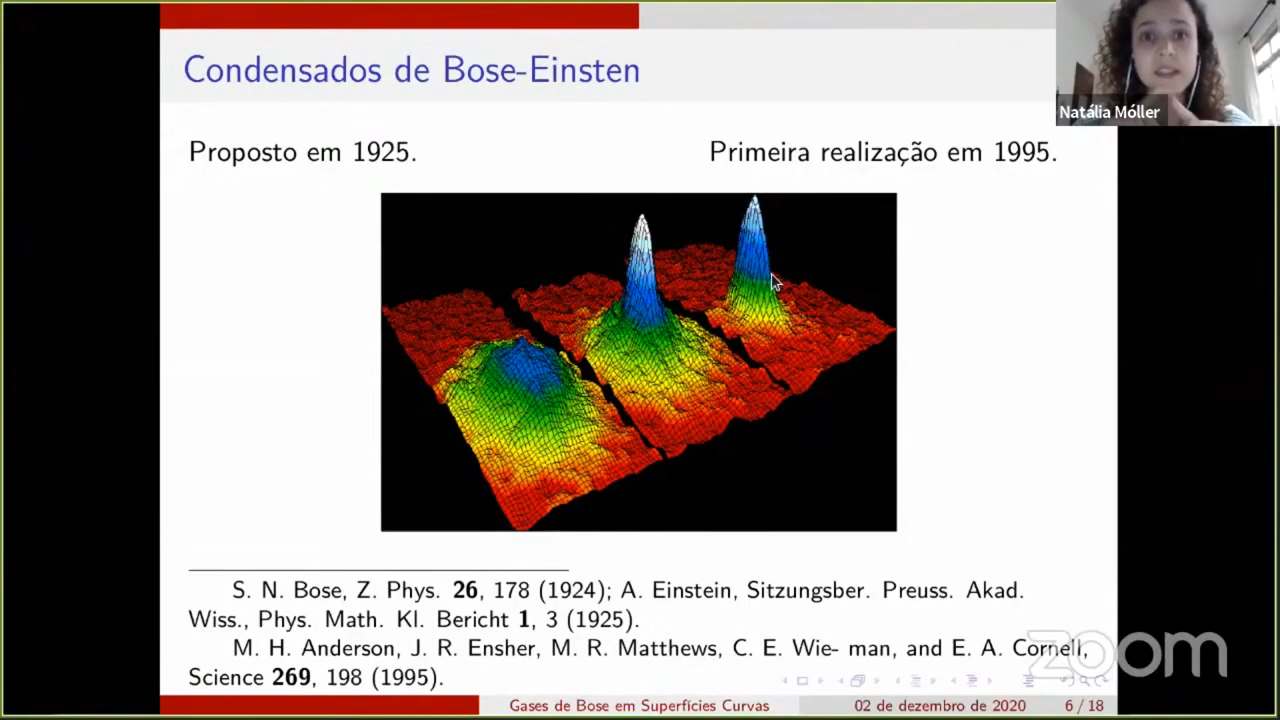 Condensados de Bose-Einsten
Natália Móller
Proposto em 1925.
Primeira realização em 1995.
S. N. Bose, Z. Phys. 26, 178 (1924); A. Einstein, Sitzungsber. Preuss. Akad.
Wiss., Phys. Math. Kl. Bericht 1, 3 (1925).
M. H. Anderson, J. R. Ensher, M. R. Matthews, C. E. Wie- man, and E. A. Cornell,
Science 269, 198 (1995).
zoom
Gases de Bose em Superfícies Curvas
02 de dezembro de 2020
6 / 18